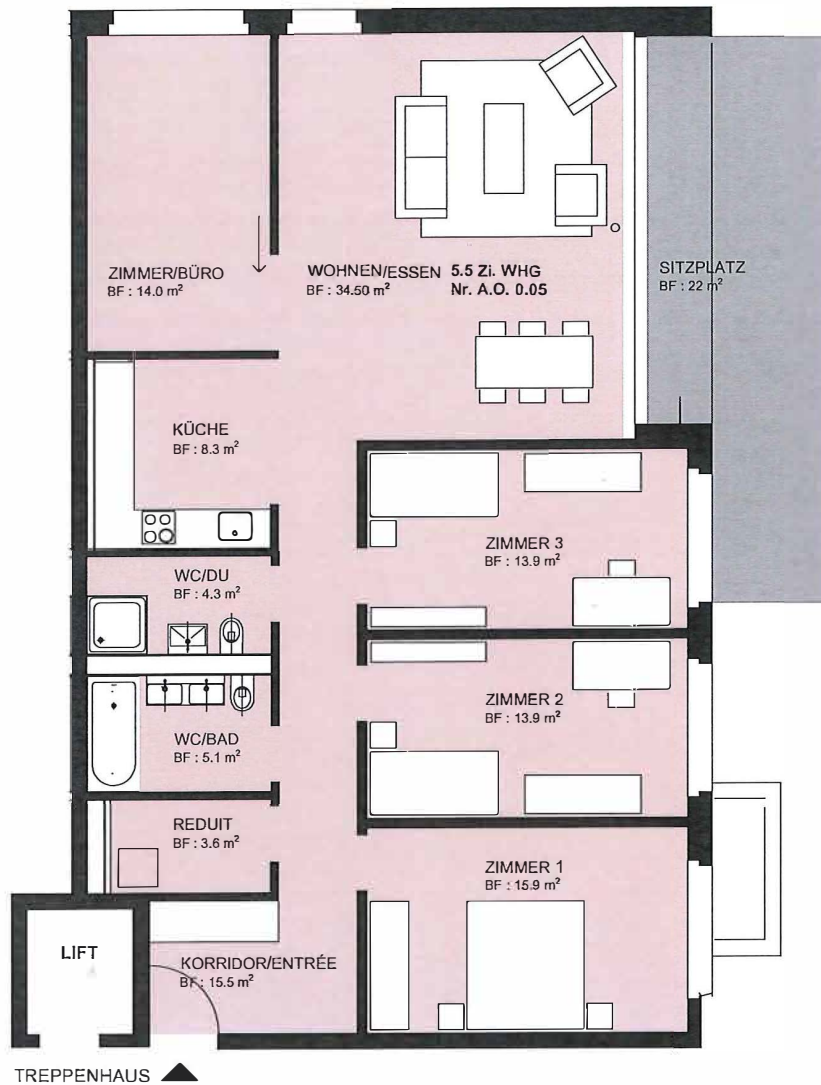 ZIMMER/BÜRO
BF : 14.0 m²
WOHNEN/ESSEN 5.5 Zi. WHG
BF : 34.50 m² Nr. A.O. 0.05
SITZPLATZ
BF : 22 m²
KÜCHE
BF : 8.3 m²
ZIMMER 3
BF : 13.9 m²
WC/DU
BF : 4.3 m²
ZIMMER 2
BF : 13.9 m²
WC/BAD
BF : 5.1 m²
REDUIT
BF : 3.6 m²
ZIMMER 1
BF : 15.9 m²
LIFT
KORRIDOR/ENTRÉE
BF : 15.5 m²
TREPPENHAUS